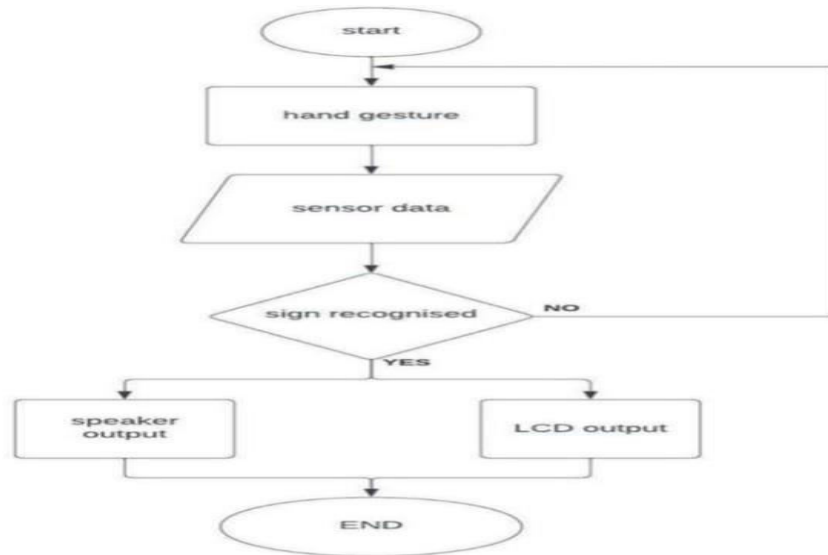 start
hand gesture
sensor data
sign recognised
NO
YES
speaker
output
LCD output
END